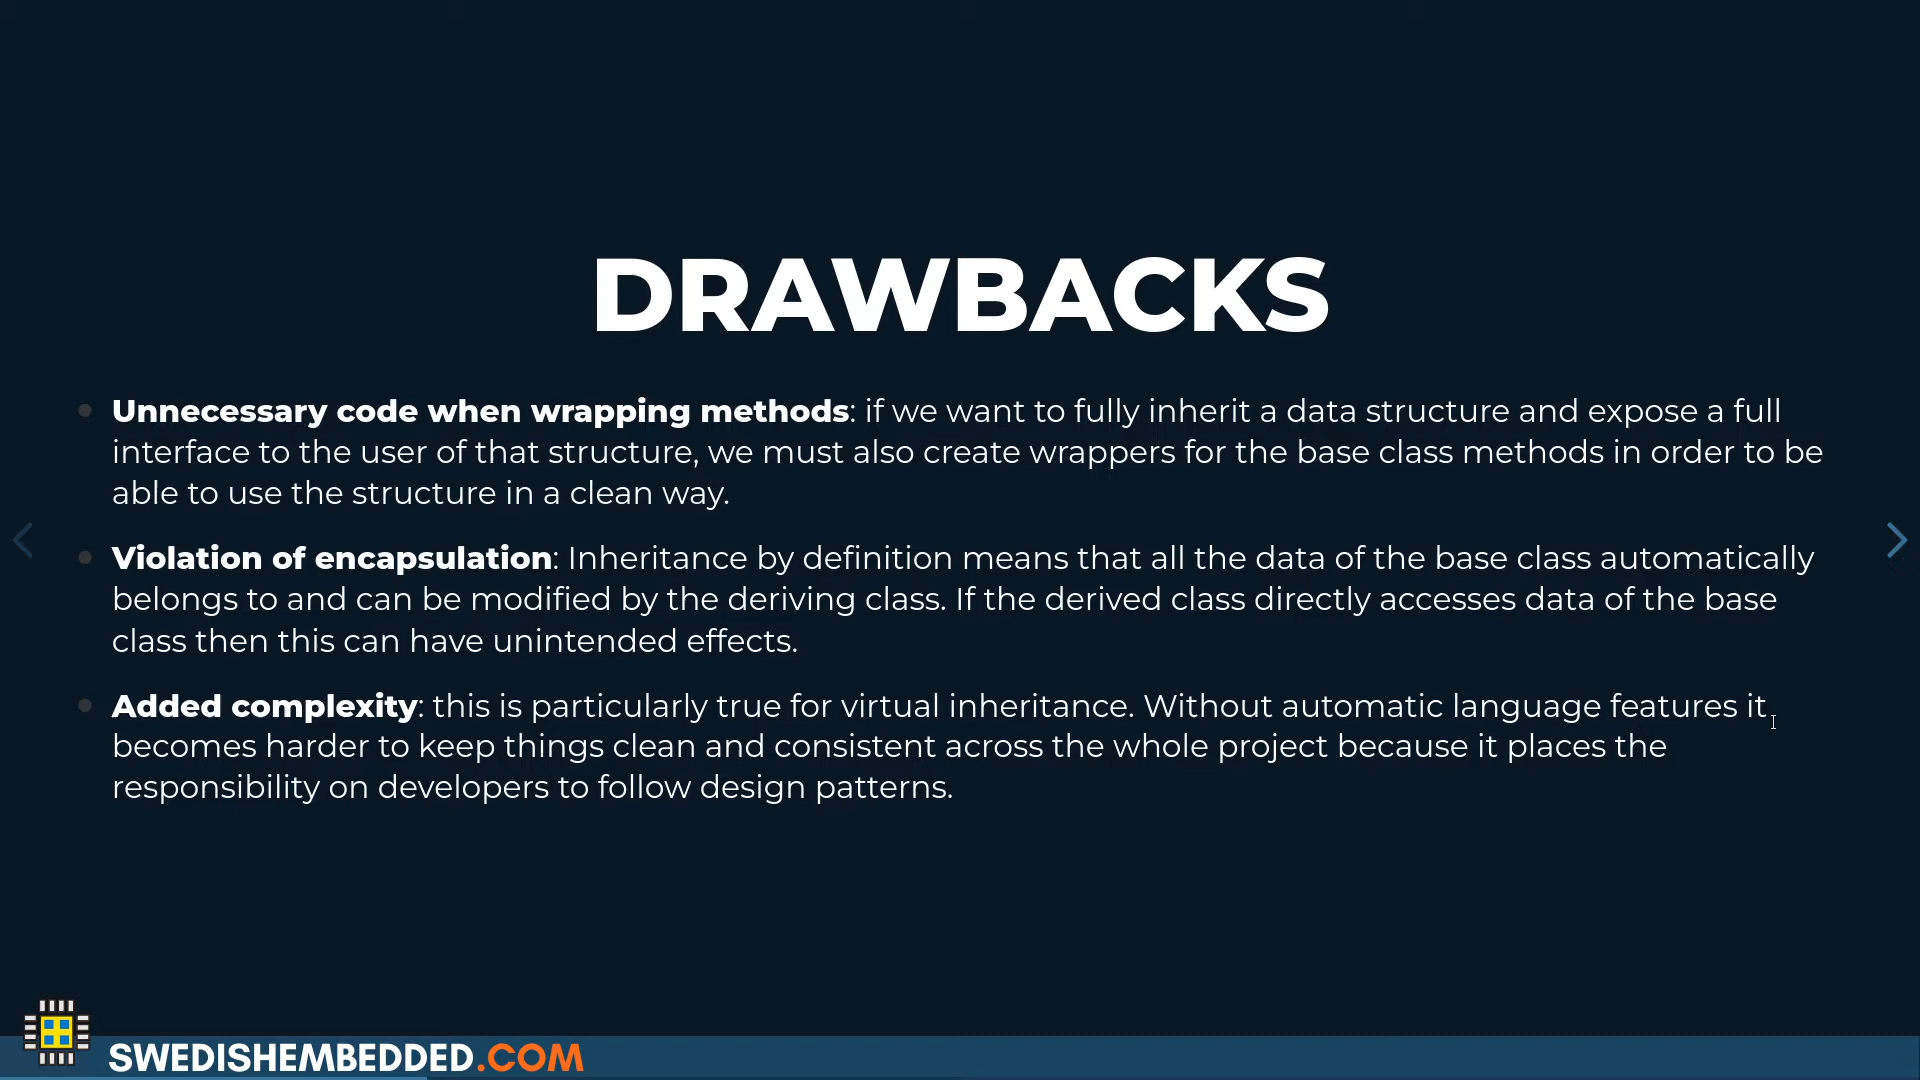 DRAWBACKS
Unnecessary code when wrapping methods: if we want to fully inherit a data structure and expose a full
interface to the user of that structure, we must also create wrappers for the base class methods in order to be
able to use the structure in a clean way.
Violation of encapsulation: Inheritance by definition means that all the data of the base class automatically
belongs to and can be modified by the deriving class. If the derived class directly accesses data of the base
class then this can have unintended effects.
Added complexity: this is particularly true for virtual inheritance. Without automatic language features it
becomes harder to keep things clean and consistent across the whole project because it places the
responsibility on developers to follow design patterns.
SWEDISHEMBEDDED.COM